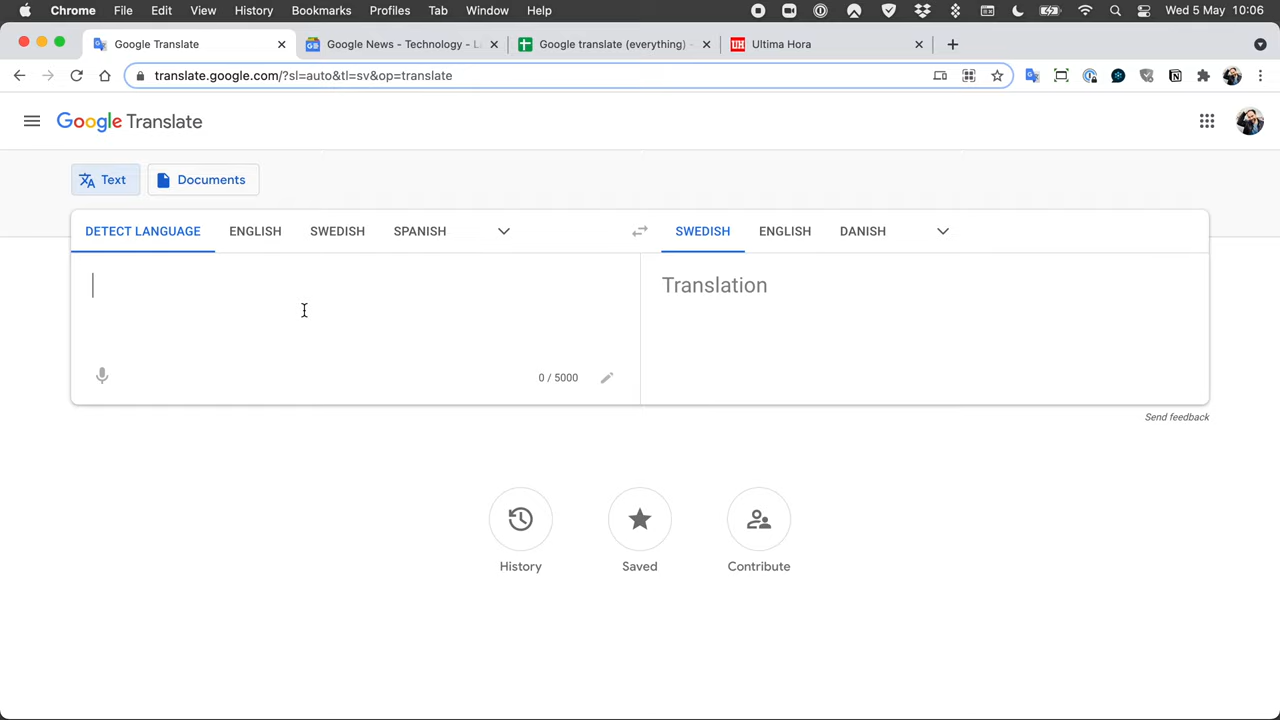 Chrome File Edit View History Bookmarks Profiles Tab Window Help Wed 5 May 10:06
Google Translate Google News - Technology - L Google translate (everything) - UH Ultima Hora
translate.google.com/?sl=auto&tl=sv&op=translate
Google Translate
Text Documents
DETECT LANGUAGE ENGLISH SWEDISH SPANISH SWEDISH ENGLISH DANISH
Translation
0 / 5000
Send feedback
History Saved Contribute